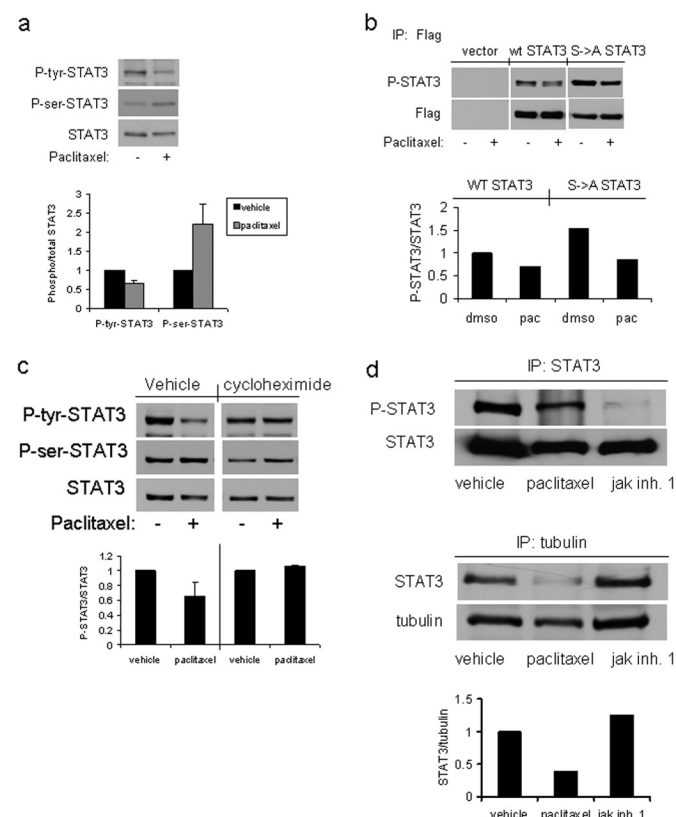 a
P-tyr-STAT3
P-ser-STAT3
STAT3
Paclitaxel: - +
3
2.5
2
1.5
1
0.5
0
Phospho/total STAT3
vehicle
paclitaxel
P-tyr-STAT3 P-ser-STAT3
b
IP: Flag
vector wt STAT3 S->A STAT3
P-STAT3
Flag
Paclitaxel: - + - + - +
WT STAT3 S->A STAT3
2
1.5
1
0.5
0
P-STAT3/STAT3
dmso pac dmso pac
c
Vehicle cycloheximide
P-tyr-STAT3
P-ser-STAT3
STAT3
Paclitaxel: - + - +
1.2
1
0.8
0.6
0.4
0.2
0
P-STAT3/STAT3
vehicle paclitaxel vehicle paclitaxel
d
IP: STAT3
P-STAT3
STAT3
vehicle paclitaxel jak inh. 1
IP: tubulin
STAT3
tubulin
vehicle paclitaxel jak inh. 1
1.5
1
0.5
0
STAT3/tubulin
vehicle paclitaxel jak inh. 1